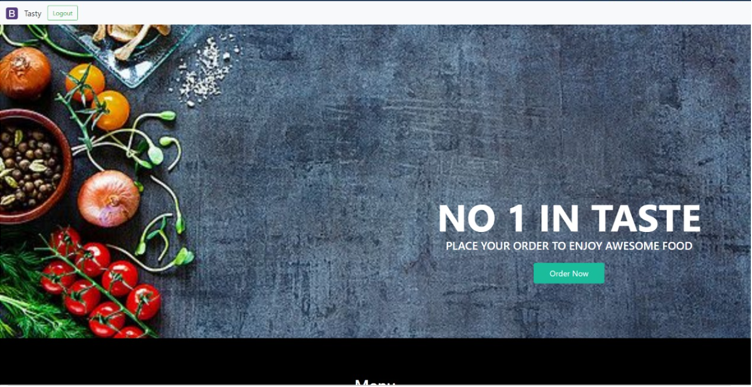 B Tasty Logout
NO 1 IN TASTE
PLACE YOUR ORDER TO ENJOY AWESOME FOOD
Order Now
Menu